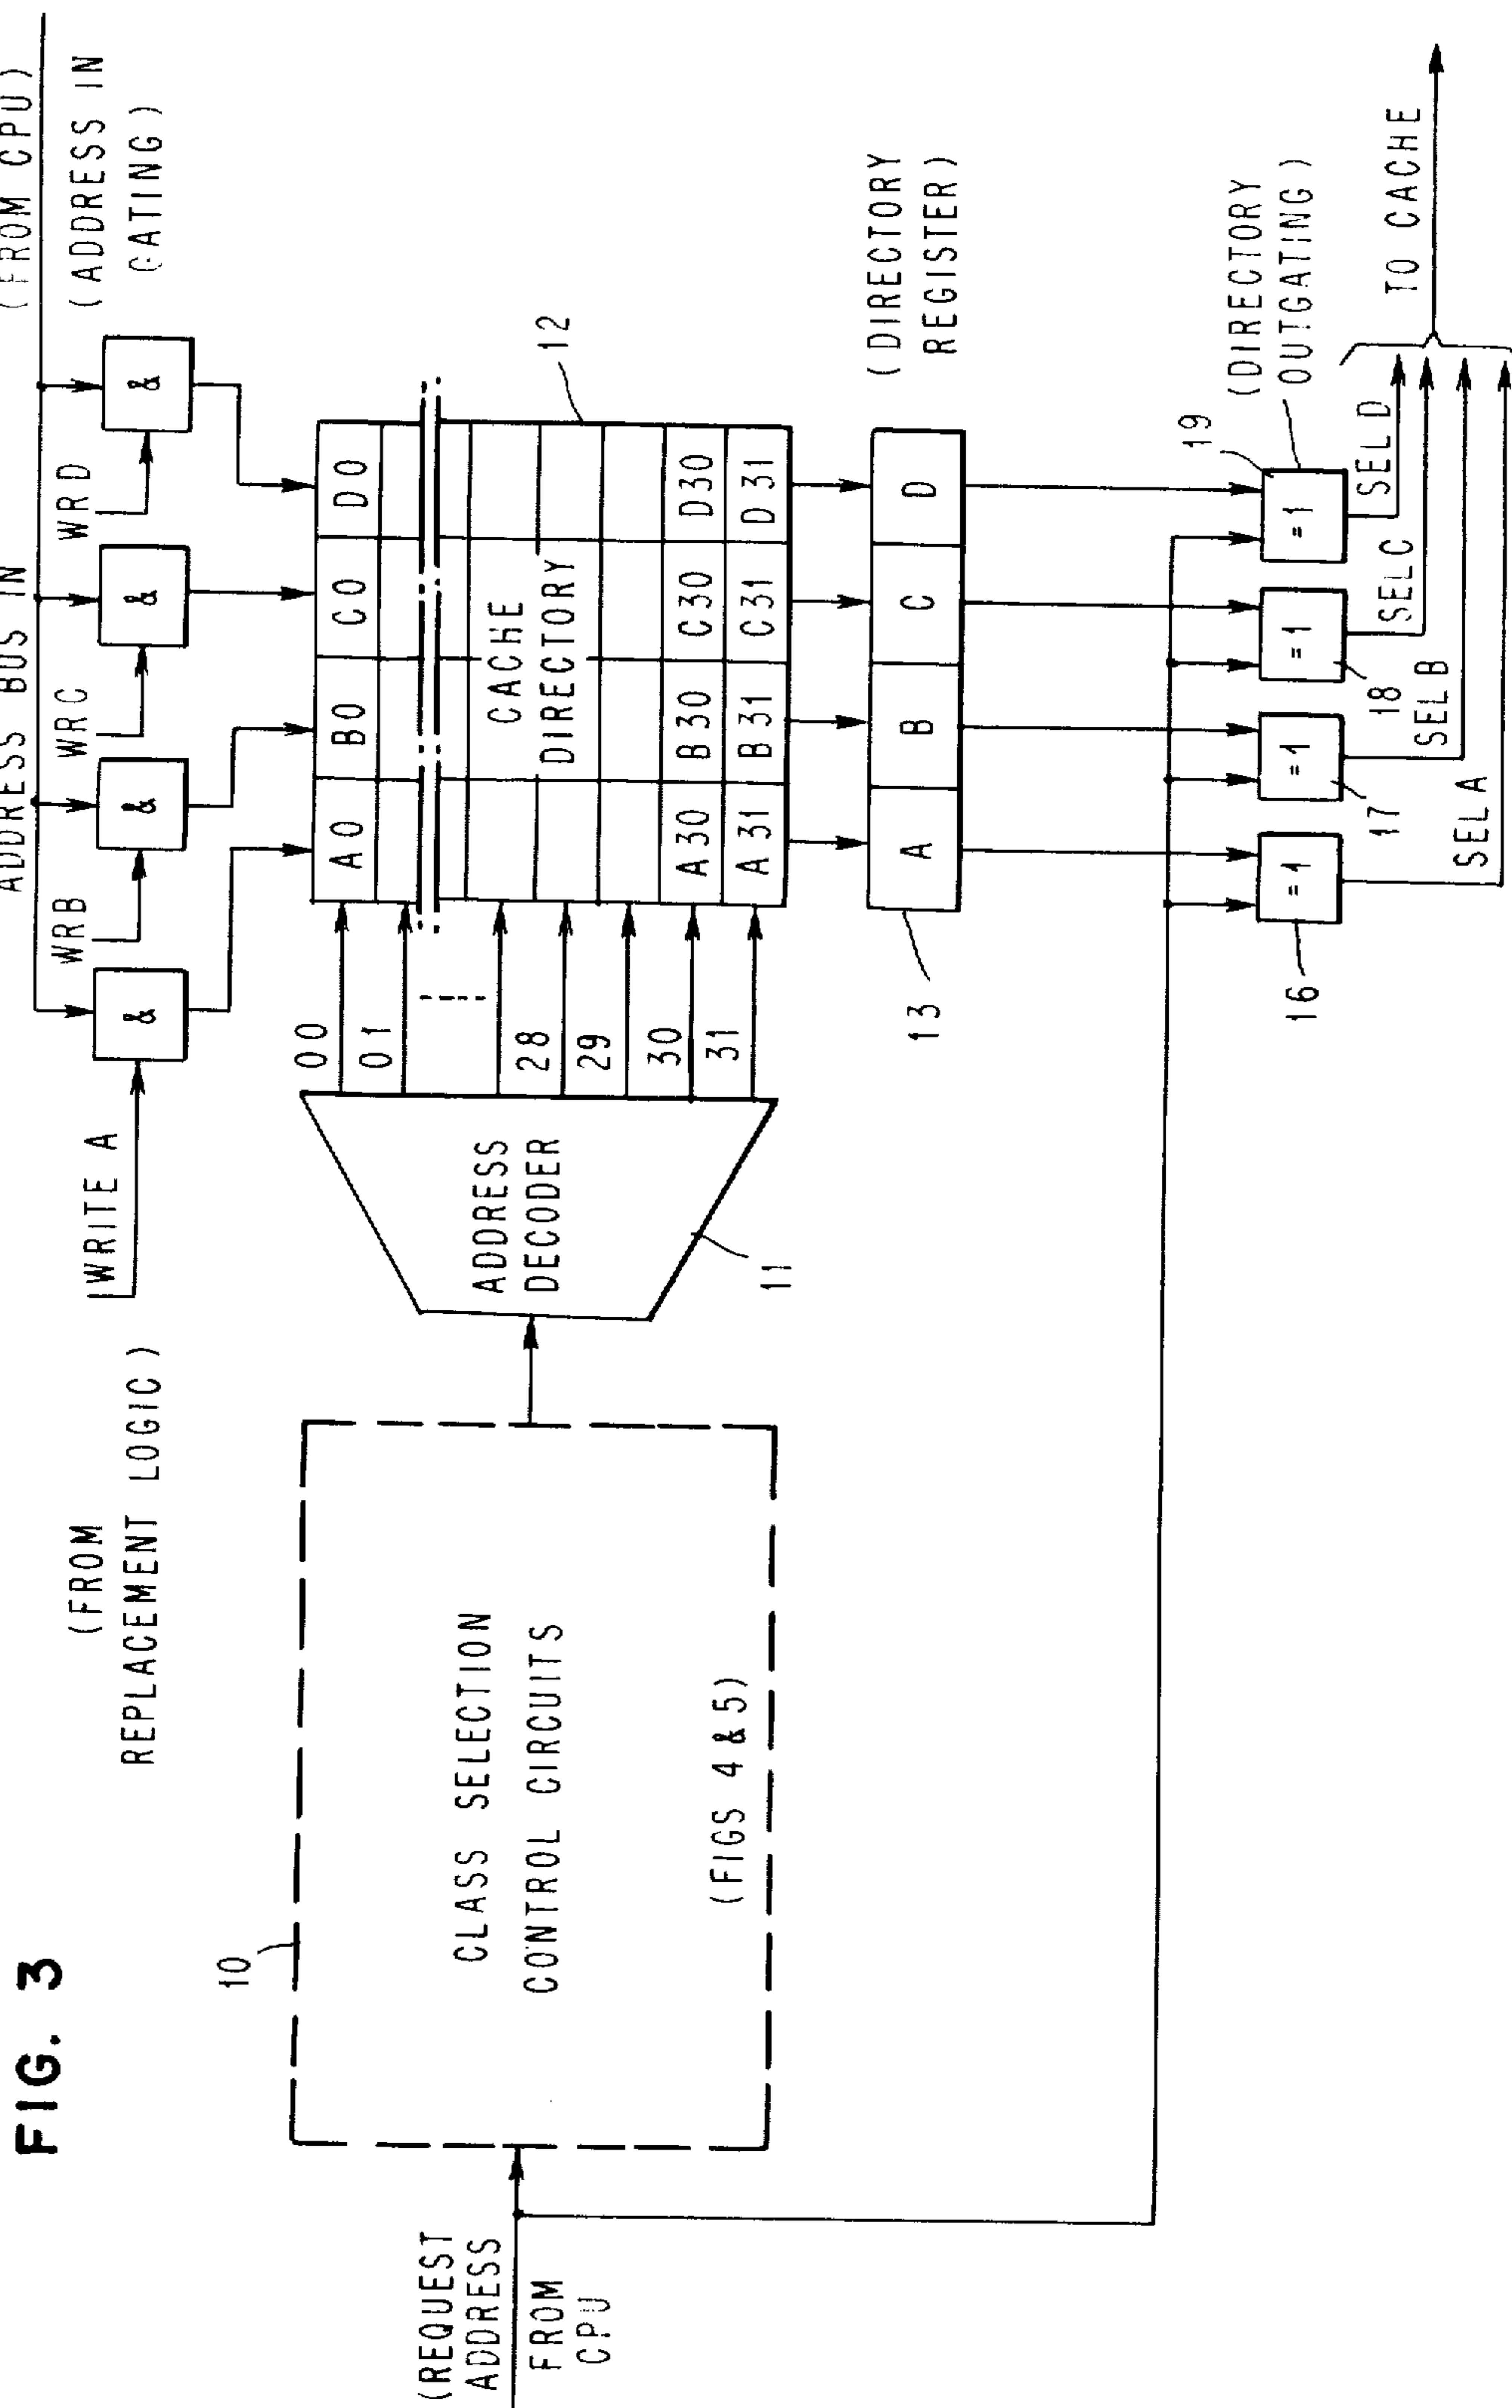 FIG. 3
ADDRESS BUS IN
(FROM CPU)
(ADDRESS IN
GATING)
(FROM
REPLACEMENT LOGIC)
WRITE A
WRB
WRC
WRD
&
&
&
&
10
CLASS SELECTION
CONTROL CIRCUITS
(FIGS 4 & 5)
(REQUEST
ADDRESS
FROM
CPU
ADDRESS
DECODER
11
00
01
28
29
30
31
A0
B0
C0
D0
CACHE
DIRECTORY
A30
B30
C30
D30
A31
B31
C31
D31
12
13
A
B
C
D
(DIRECTORY
REGISTER)
16
=1
17
=1
18
=1
19
=1
(DIRECTORY
OUTGATING)
SEL D
SEL C
SEL B
SEL A
TO CACHE